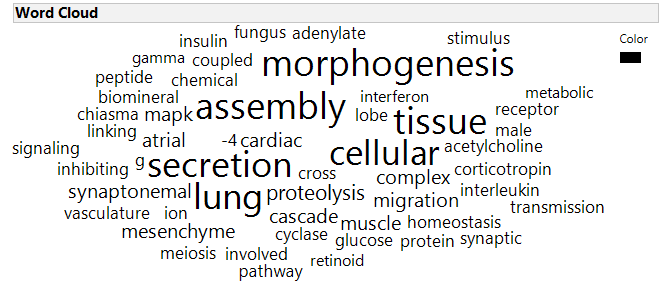 Word Cloud
Color
fungus adenylate
insulin
stimulus
gamma coupled
morphogenesis
peptide chemical
metabolic
biomineral
assembly
interferon
receptor
chiasma mapk
lobe
tissue
male
linking
atrial
-4 cardiac
acetylcholine
signaling
cellular
inhibiting g
secretion
cross
complex
corticotropin
synaptonemal
lung
proteolysis
interleukin
migration
transmission
vasculature ion
cascade
muscle
homeostasis
mesenchyme
cyclase
glucose protein synaptic
meiosis involved
retinoid
pathway